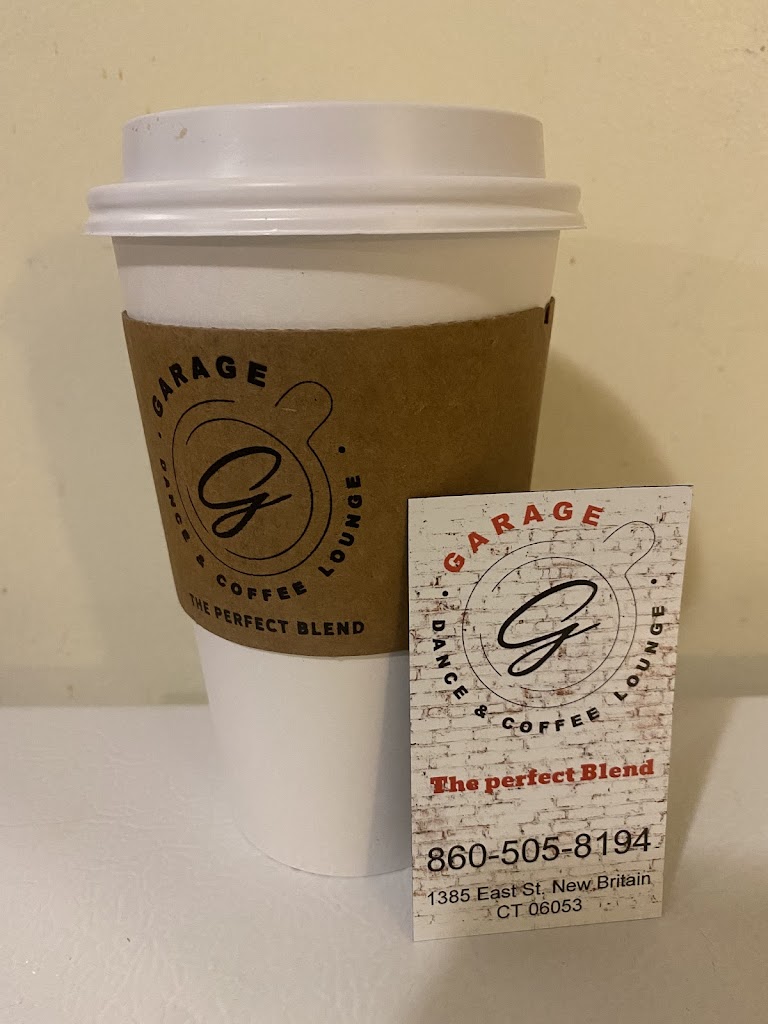 GARAGE
G
DANCE & COFFEE LOUNGE
THE PERFECT BLEND
GARAGE
G
DANCE & COFFEE LOUNGE
The perfect Blend
860-505-8194
1385 East St. New Britain
CT 06053